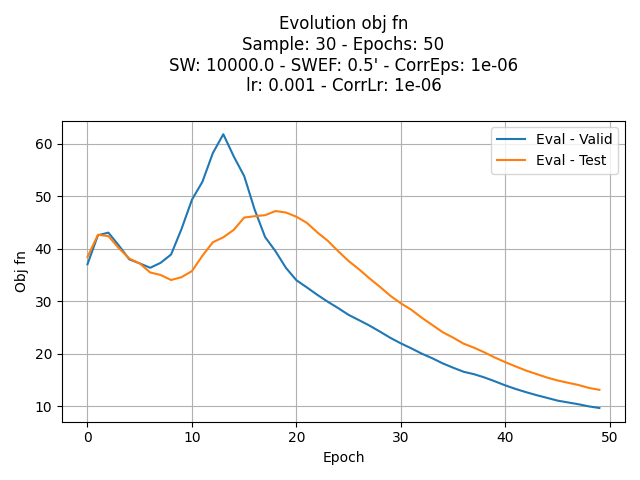 Evolution obj fn
Sample: 30 - Epochs: 50
SW: 10000.0 - SWEF: 0.5' - CorrEps: 1e-06
lr: 0.001 - CorrLr: 1e-06
Eval - Valid
Eval - Test
60
50
40
30
20
10
Obj fn
0
10
20
30
40
50
Epoch